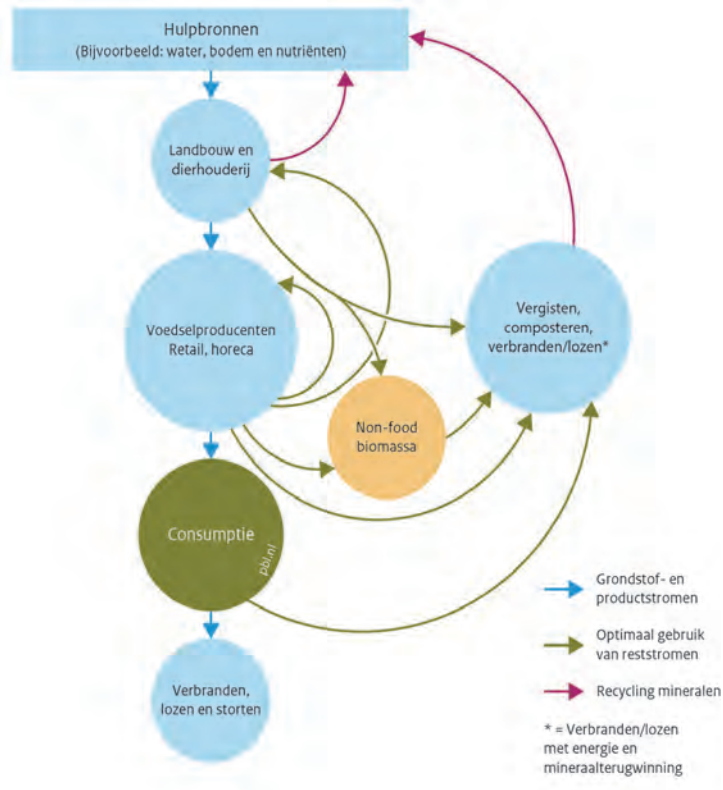 Hulpbronnen
(Bijvoorbeeld: water, bodem en nutriënten)
Landbouw en
dierhouderij
Voedselproducenten
Retail, horeca
Vergisten,
composteren,
verbranden/lozen*
Non-food
biomassa
Consumptie
pbl.nl
Verbranden,
lozen en storten
Grondstof- en
productstromen
Optimaal gebruik
van reststromen
Recycling mineralen
* = Verbranden/lozen
met energie en
mineraalterugwinning